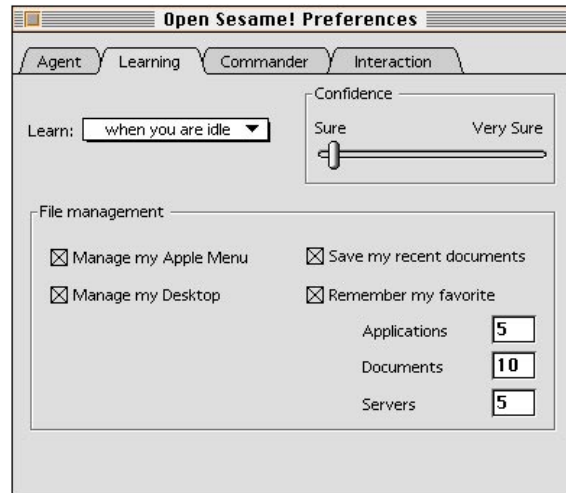 Open Sesame! Preferences
Agent Learning Commander Interaction
Learn: when you are idle
Confidence
Sure Very Sure
File management
Manage my Apple Menu
Manage my Desktop
Save my recent documents
Remember my favorite
Applications 5
Documents 10
Servers 5